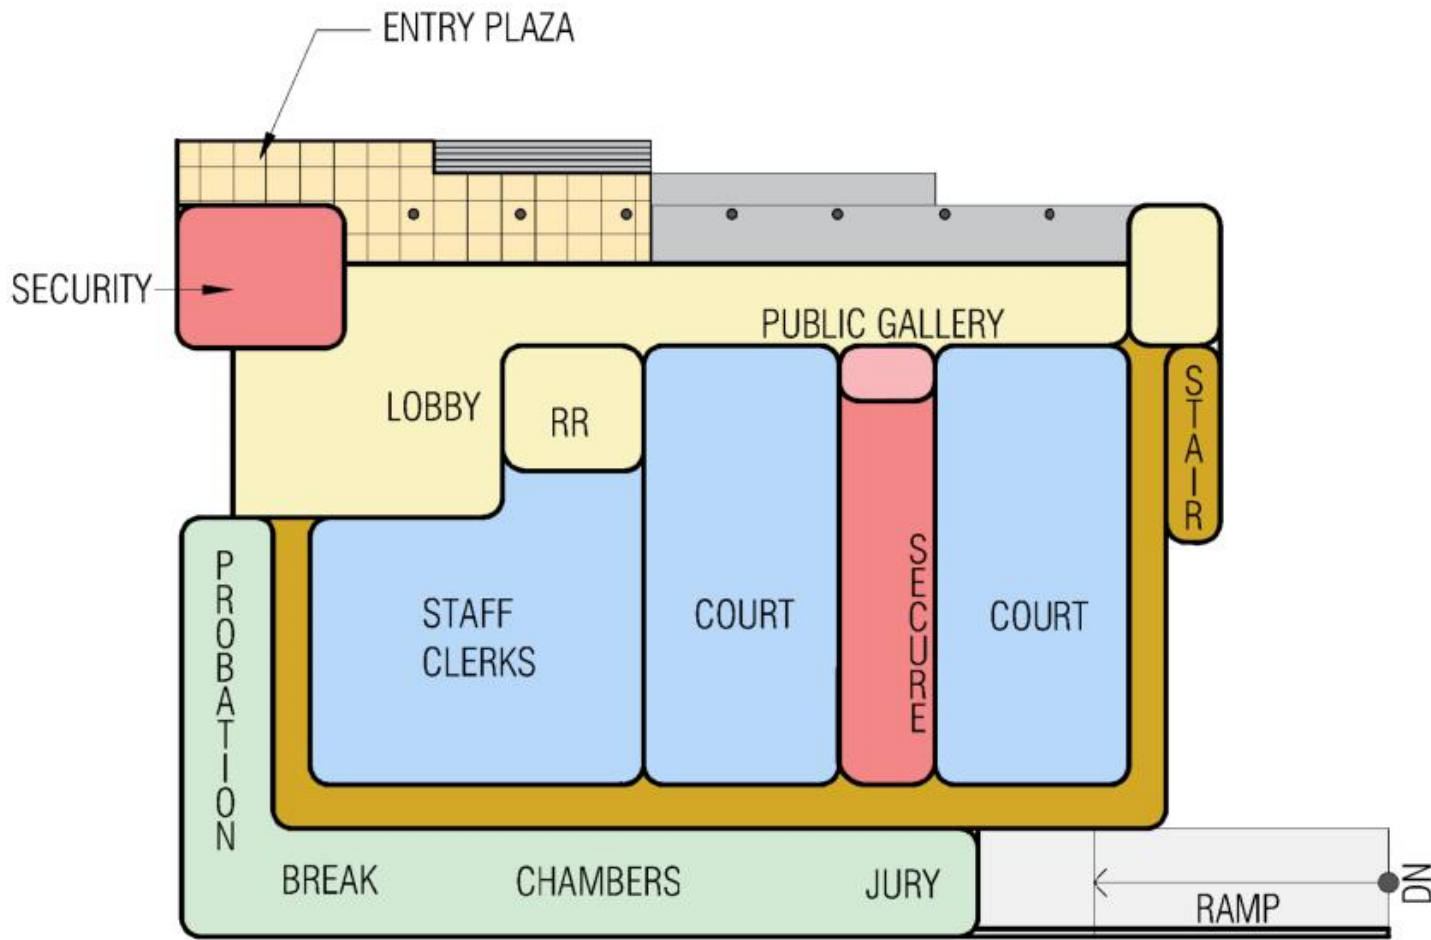 ENTRY PLAZA
SECURITY
PUBLIC GALLERY
LOBBY
RR
STAIR
PROBATION
STAFF
CLERKS
COURT
SECURE
COURT
BREAK
CHAMBERS
JURY
RAMP
DN